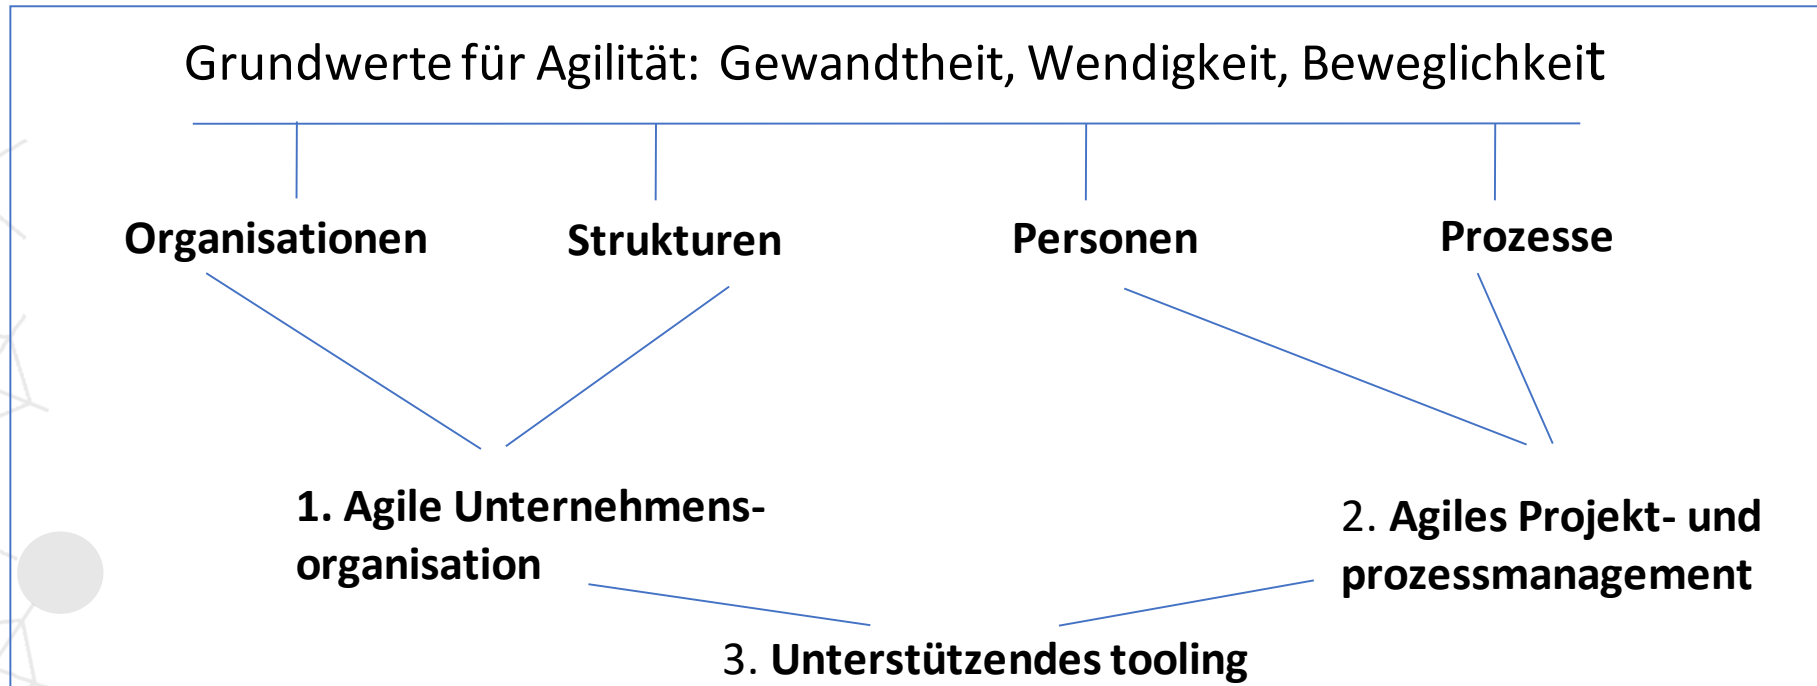 Grundwerte für Agilität: Gewandtheit, Wendigkeit, Beweglichkeit
Organisationen
Strukturen
Personen
Prozesse
1. Agile Unternehmens-
organisation
2. Agiles Projekt- und
prozessmanagement
3. Unterstützendes tooling